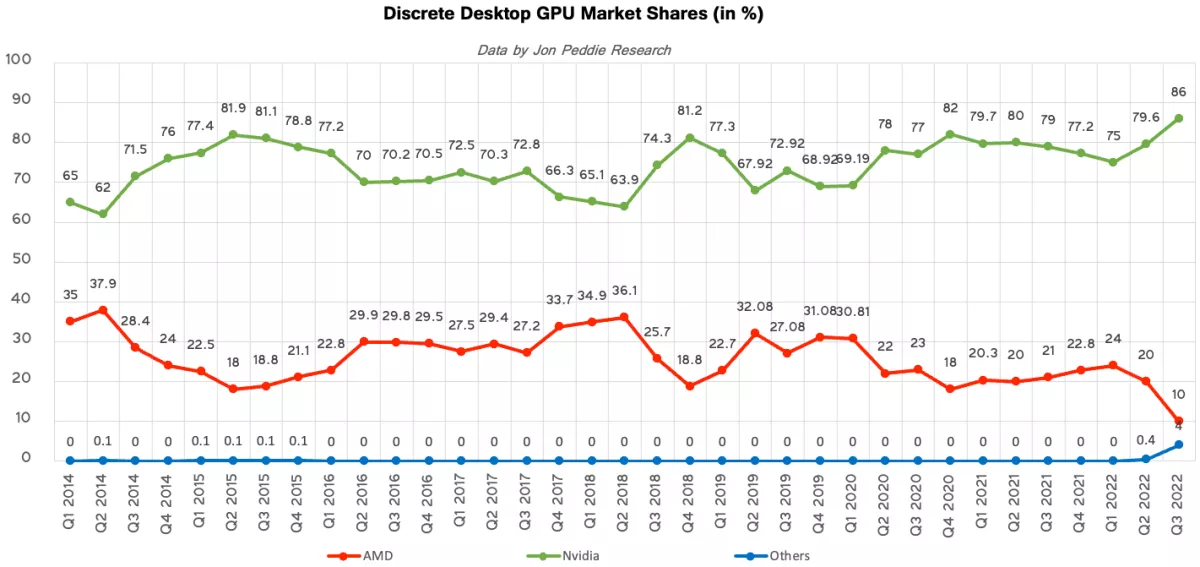 Discrete Desktop GPU Market Shares (in %)
Data by Jon Peddie Research
100
90
80
70
60
50
40
30
20
10
0
65 62 71.5 76 77.4 81.9 81.1 78.8 77.2 70 70.2 70.5 72.5 70.3 72.8 66.3 65.1 63.9 74.3 81.2 77.3 67.92 72.92 68.92 69.19 78 77 82 79.7 80 79 77.2 75 79.6 86
35 37.9 28.4 24 22.5 18 18.8 21.1 22.8 29.9 29.8 29.5 27.5 29.4 27.2 33.7 34.9 36.1 25.7 18.8 22.7 32.08 27.08 31.08 30.81 22 23 18 20.3 20 21 22.8 24 20 10
0 0.1 0 0 0.1 0.1 0.1 0.1 0 0 0 0 0 0 0 0 0 0 0 0 0 0 0 0 0 0 0 0 0 0 0 0 0 0.4 4
Q1 2014
Q2 2014
Q3 2014
Q4 2014
Q1 2015
Q2 2015
Q3 2015
Q4 2015
Q1 2016
Q2 2016
Q3 2016
Q4 2016
Q1 2017
Q2 2017
Q3 2017
Q4 2017
Q1 2018
Q2 2018
Q3 2018
Q4 2018
Q1 2019
Q2 2019
Q3 2019
Q4 2019
Q1 2020
Q2 2020
Q3 2020
Q4 2020
Q1 2021
Q2 2021
Q3 2021
Q4 2021
Q1 2022
Q2 2022
Q3 2022
AMD Nvidia Others